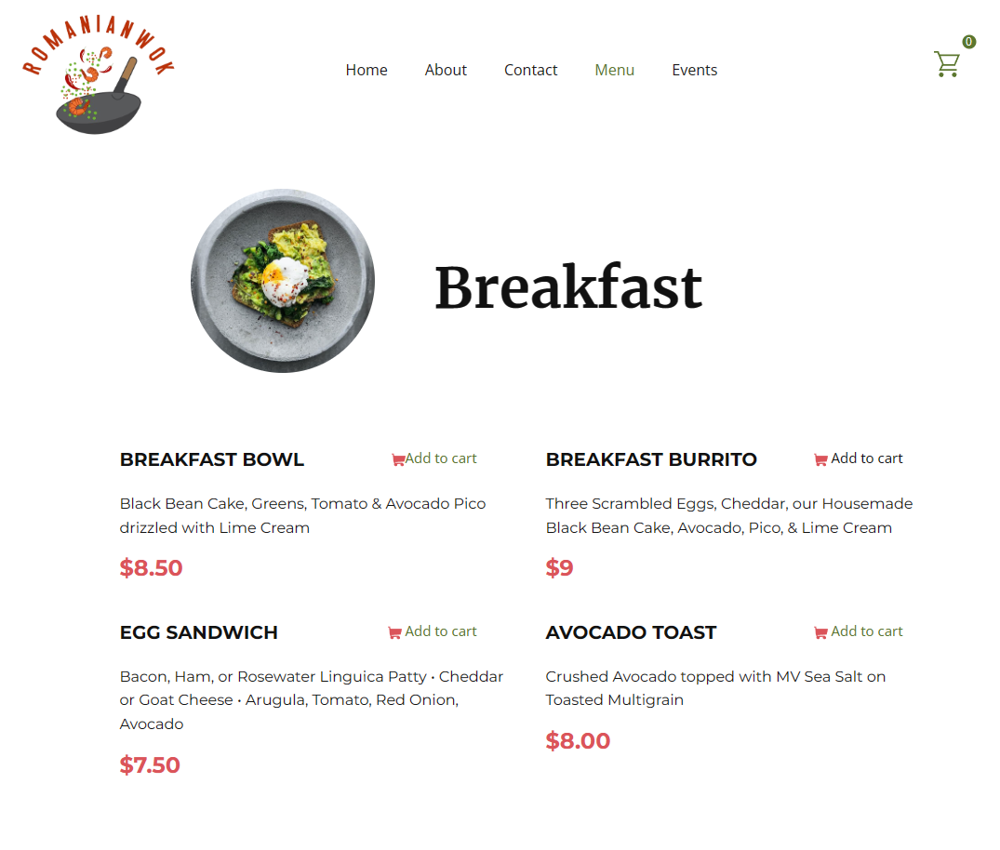 ROMANIANWOK
0
Home About Contact Menu Events
Breakfast
BREAKFAST BOWL
Add to cart
Black Bean Cake, Greens, Tomato & Avocado Pico
drizzled with Lime Cream
$8.50
BREAKFAST BURRITO
Add to cart
Three Scrambled Eggs, Cheddar, our Housemade
Black Bean Cake, Avocado, Pico, & Lime Cream
$9
EGG SANDWICH
Add to cart
Bacon, Ham, or Rosewater Linguica Patty • Cheddar
or Goat Cheese • Arugula, Tomato, Red Onion,
Avocado
$7.50
AVOCADO TOAST
Add to cart
Crushed Avocado topped with MV Sea Salt on
Toasted Multigrain
$8.00